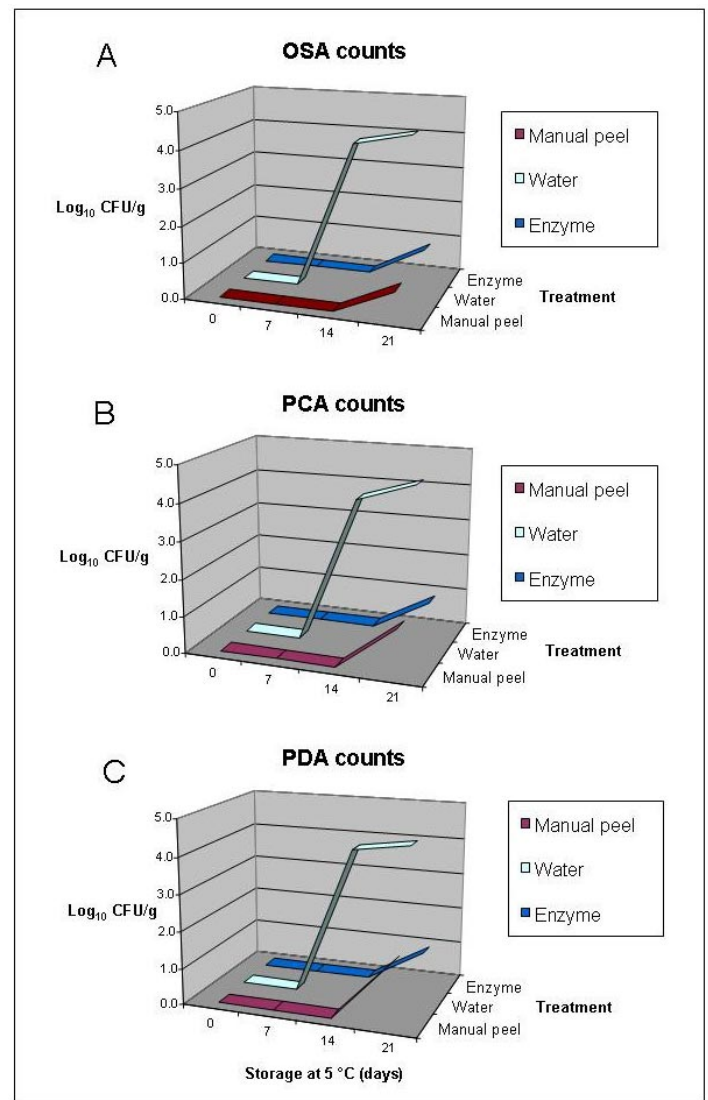 A
OSA counts
5.0
4.0
3.0
2.0
1.0
0.0
Log10 CFU/g
0
7
14
21
Enzyme
Water
Manual peel
Treatment
Manual peel
Water
Enzyme
B
PCA counts
5.0
4.0
3.0
2.0
1.0
0.0
Log10 CFU/g
0
7
14
21
Enzyme
Water
Manual peel
Treatment
Manual peel
Water
Enzyme
C
PDA counts
5.0
4.0
3.0
2.0
1.0
0.0
Log10 CFU/g
0
7
14
21
Enzyme
Water
Manual peel
Treatment
Manual peel
Water
Enzyme
Storage at 5 °C (days)